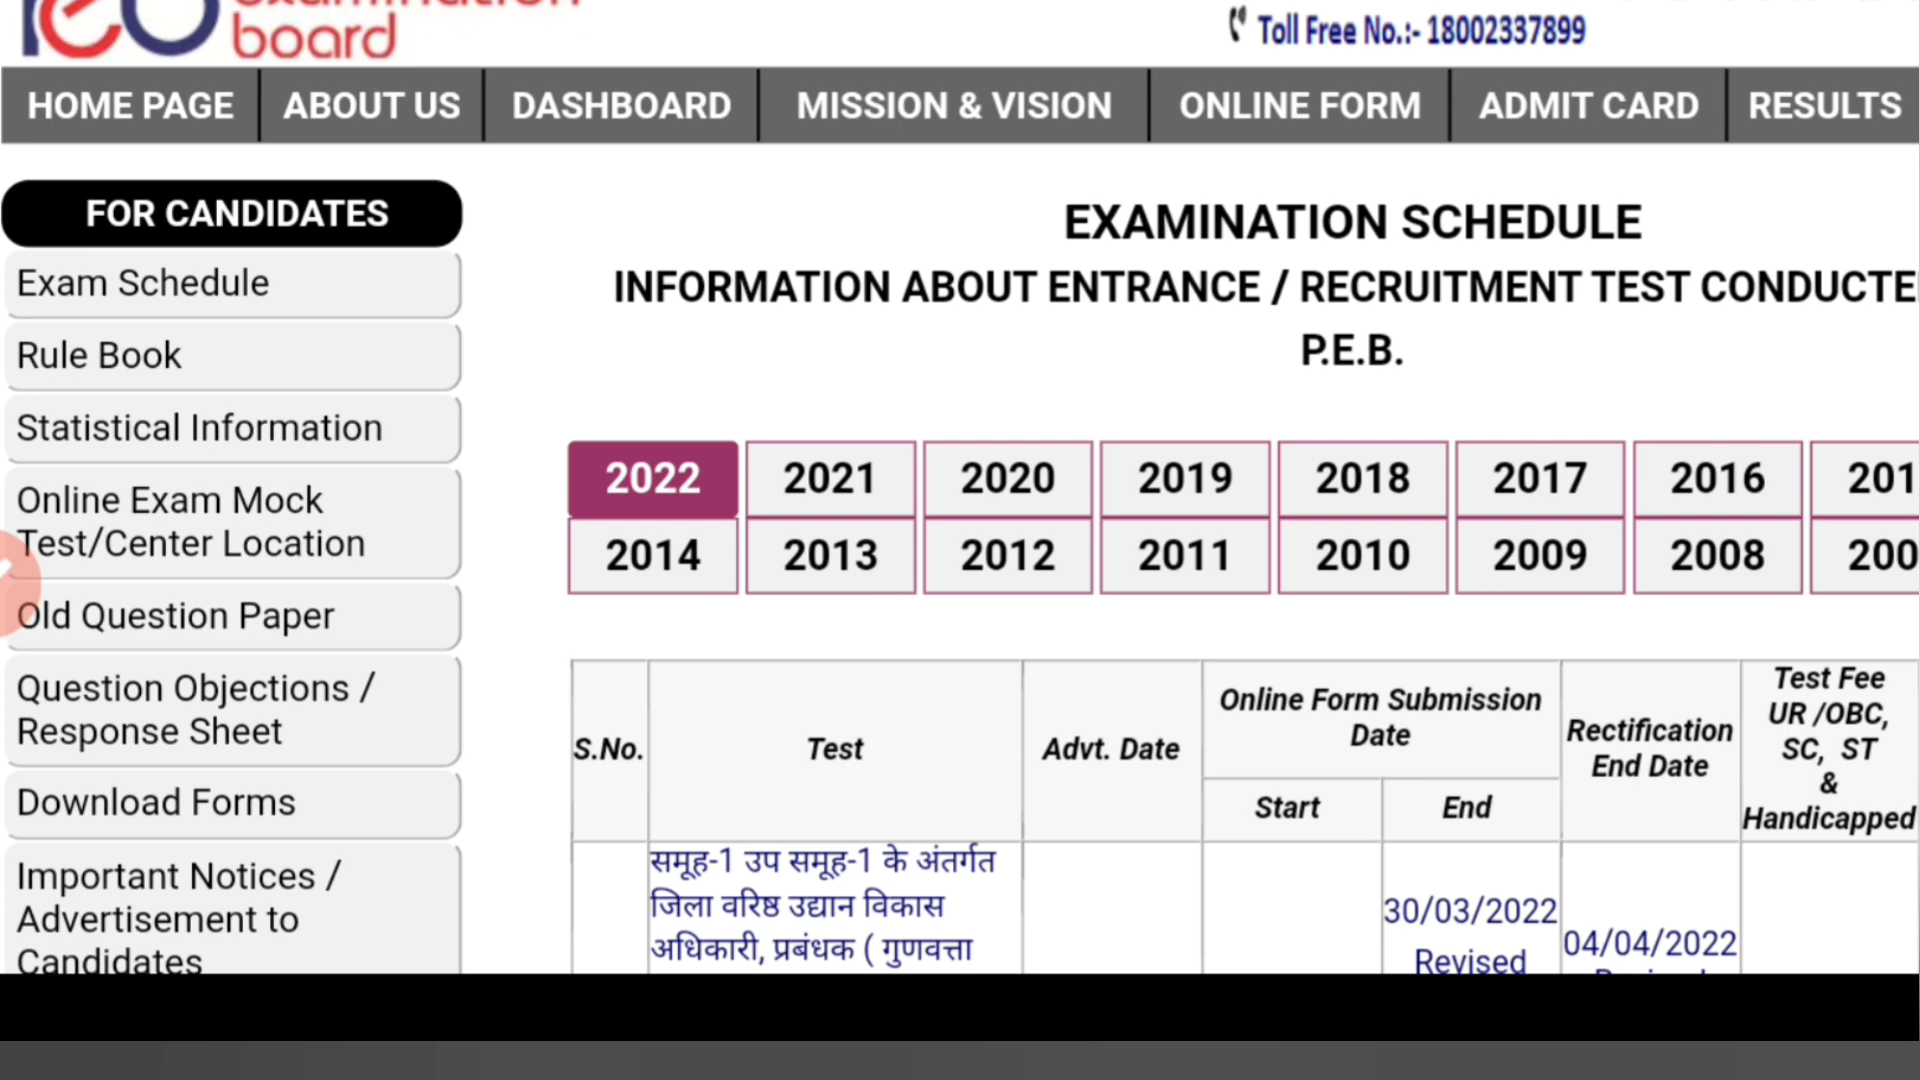 board
Toll Free No.:- 18002337899
HOME PAGE ABOUT US DASHBOARD MISSION & VISION ONLINE FORM ADMIT CARD RESULTS
FOR CANDIDATES
Exam Schedule
Rule Book
Statistical Information
Online Exam Mock
Test/Center Location
Old Question Paper
Question Objections /
Response Sheet
Download Forms
Important Notices /
Advertisement to
Candidates
EXAMINATION SCHEDULE
INFORMATION ABOUT ENTRANCE / RECRUITMENT TEST CONDUCTE
P.E.B.
2022 2021 2020 2019 2018 2017 2016 201
2014 2013 2012 2011 2010 2009 2008 200
S.No.
Test
Advt. Date
Online Form Submission
Date
Start
End
Rectification
End Date
Test Fee
UR /OBC,
SC, ST
&
Handicapped
समूह-1 उप समूह-1 के अंतर्गत
जिला वरिष्ठ उद्यान विकास
अधिकारी, प्रबंधक ( गुणवत्ता
30/03/2022
Revised
04/04/2022